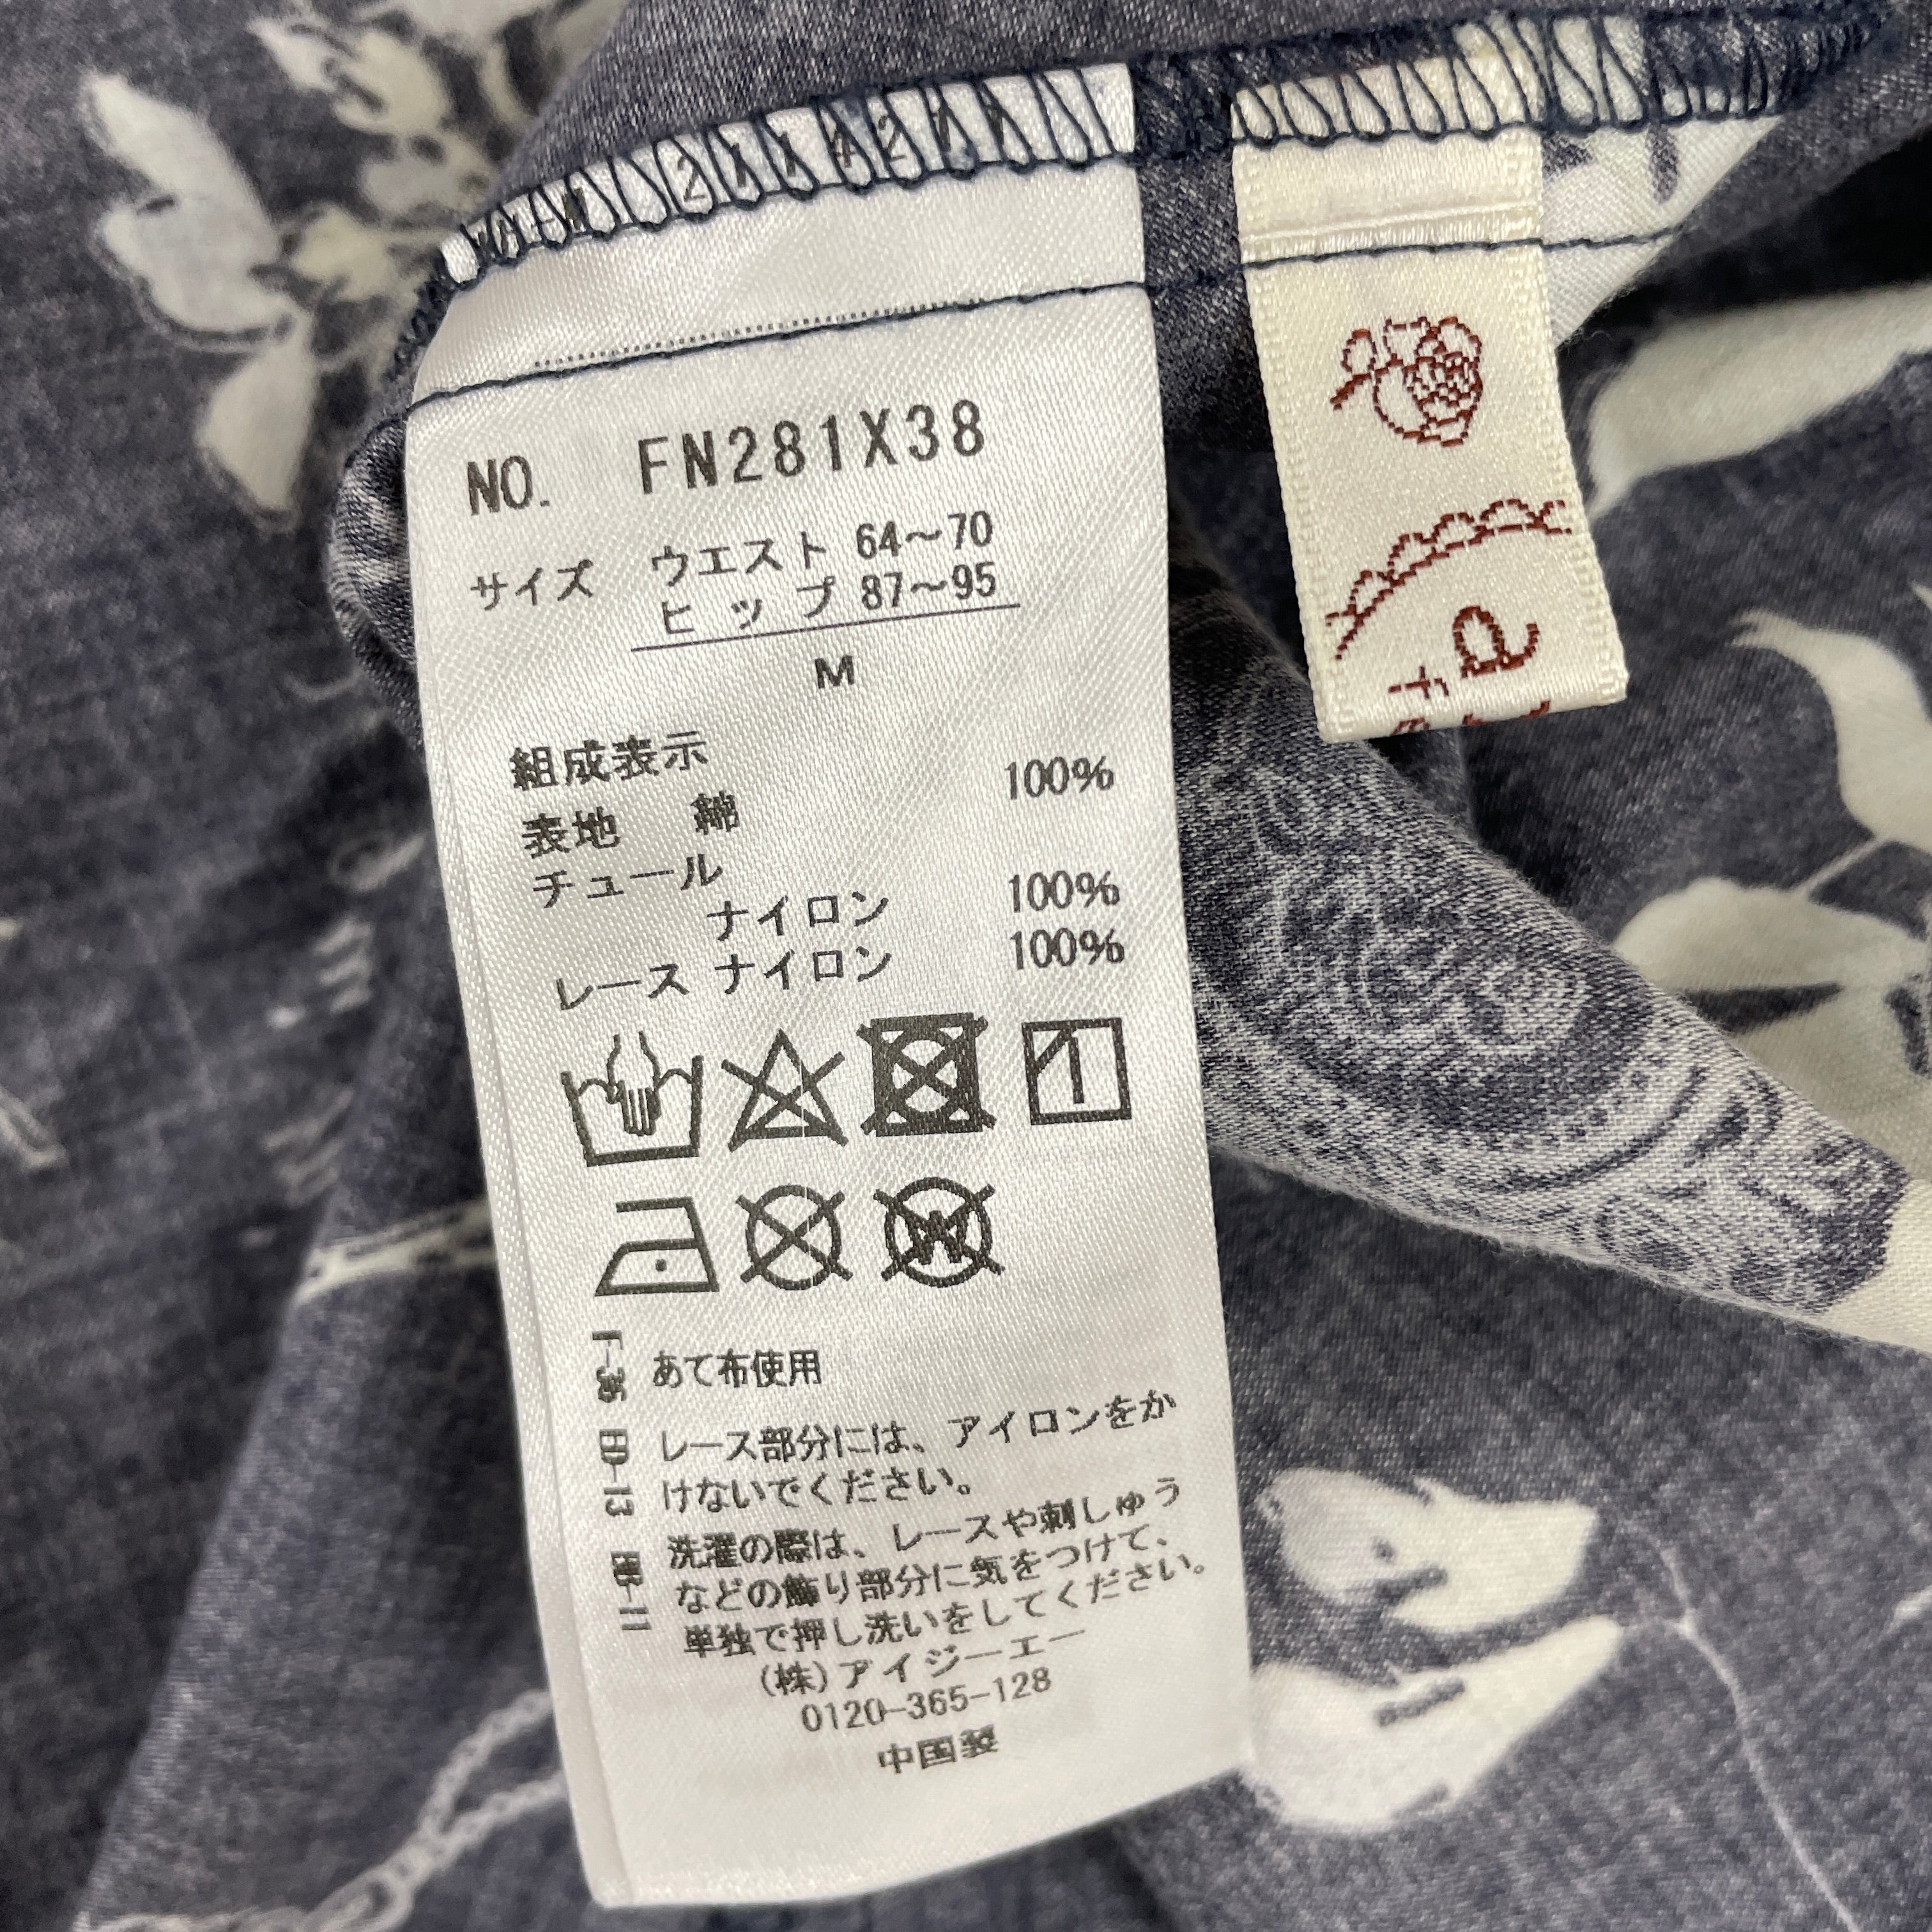 NO. FN281X38
サイズ ウエスト 64～70
ヒップ 87～95
M
組成表示
表地 綿 100%
チュール
ナイロン 100%
レース ナイロン 100%
あて布使用
レース部分には、アイロンをか
けないでください。
洗濯の際は、レースや刺しゅう
などの飾り部分に気をつけて、
単独で押し洗いをしてください。
(株)アイジーエー
0120-365-128
中国製
F-36